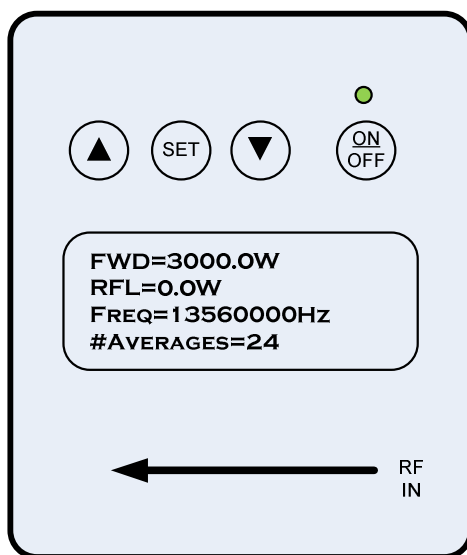 SET
ON
OFF
FWD=3000.0W
RFL=0.0W
FREQ=13560000HZ
#AVERAGES=24
RF
IN